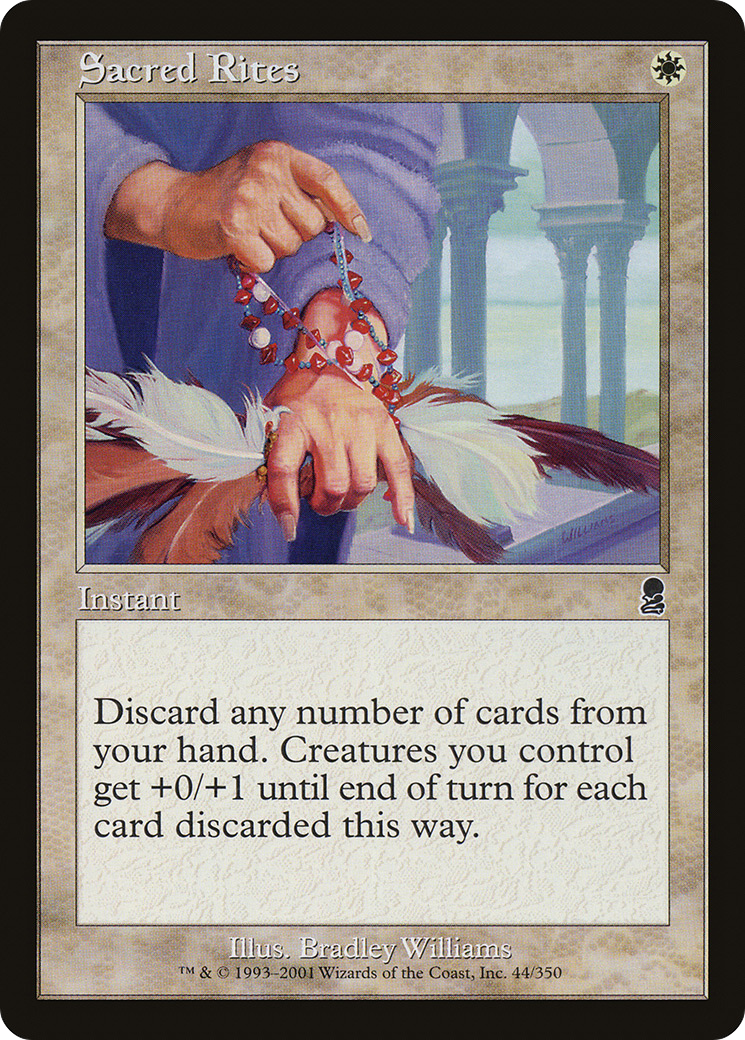 Sacred Rites
WILLIAMS
Instant
Discard any number of cards from
your hand. Creatures you control
get +0/+1 until end of turn for each
card discarded this way.
Illus. Bradley Williams
™ & © 1993–2001 Wizards of the Coast, Inc. 44/350